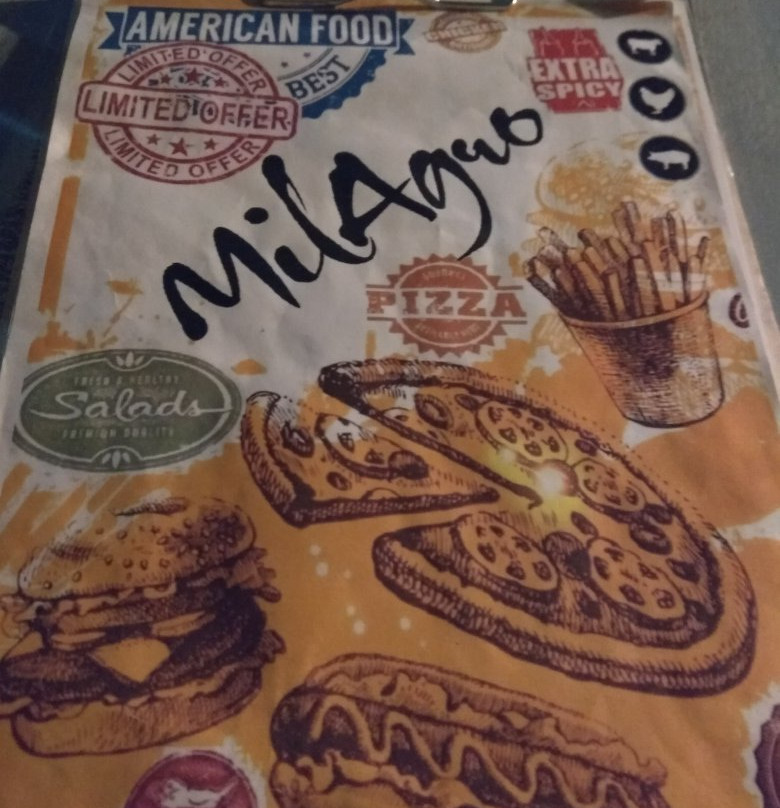 AMERICAN FOOD
BEST
LIMITED OFFER
LIMITED OFFER
LIMITED OFFER
EXTRA
SPICY
MilAgro
PIZZA
FRESH & HEALTHY
Salads
PREMIUM QUALITY